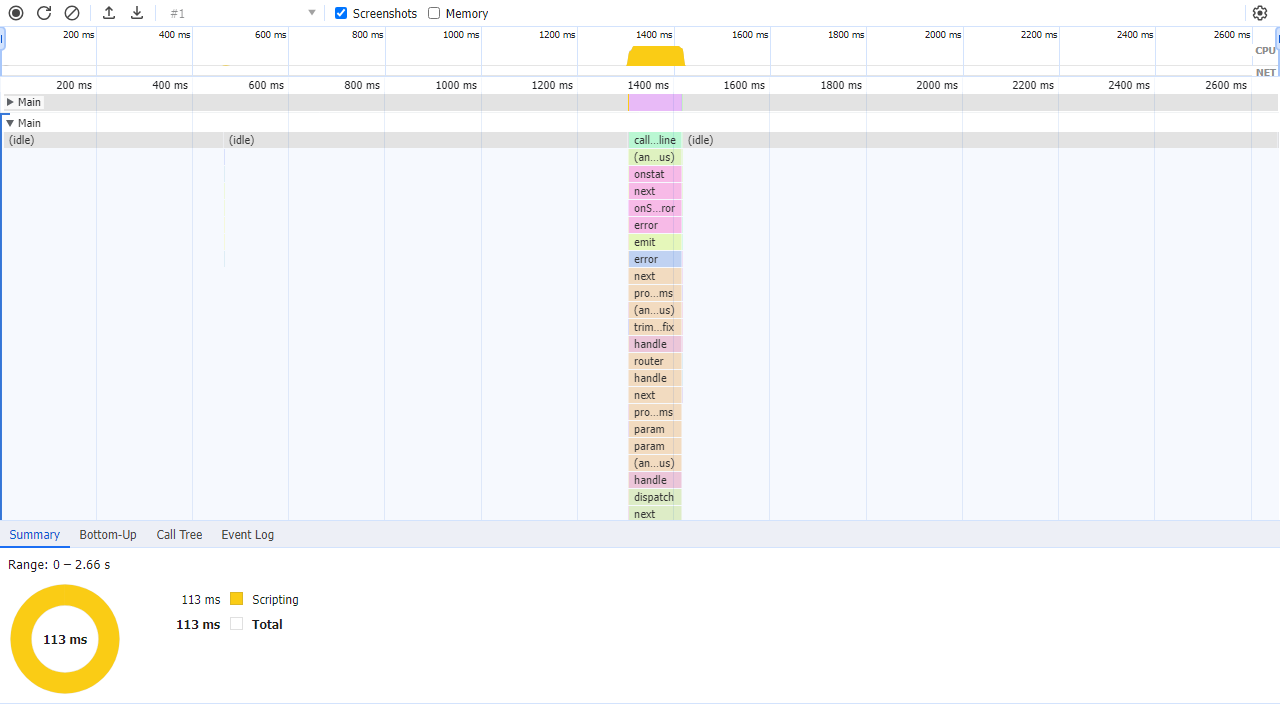 #1 Screenshots Memory
200 ms 400 ms 600 ms 800 ms 1000 ms 1200 ms 1400 ms 1600 ms 1800 ms 2000 ms 2200 ms 2400 ms 2600 ms
CPU
NET
200 ms 400 ms 600 ms 800 ms 1000 ms 1200 ms 1400 ms 1600 ms 1800 ms 2000 ms 2200 ms 2400 ms 2600 ms
Main
Main
(idle) (idle) call...line (idle)
(an...us)
onstat
next
onS...ror
error
emit
error
next
pro...ms
(an...us)
trim...fix
handle
router
handle
next
pro...ms
param
param
(an...us)
handle
dispatch
next
Summary Bottom-Up Call Tree Event Log
Range: 0 – 2.66 s
113 ms Scripting
113 ms Total
113 ms